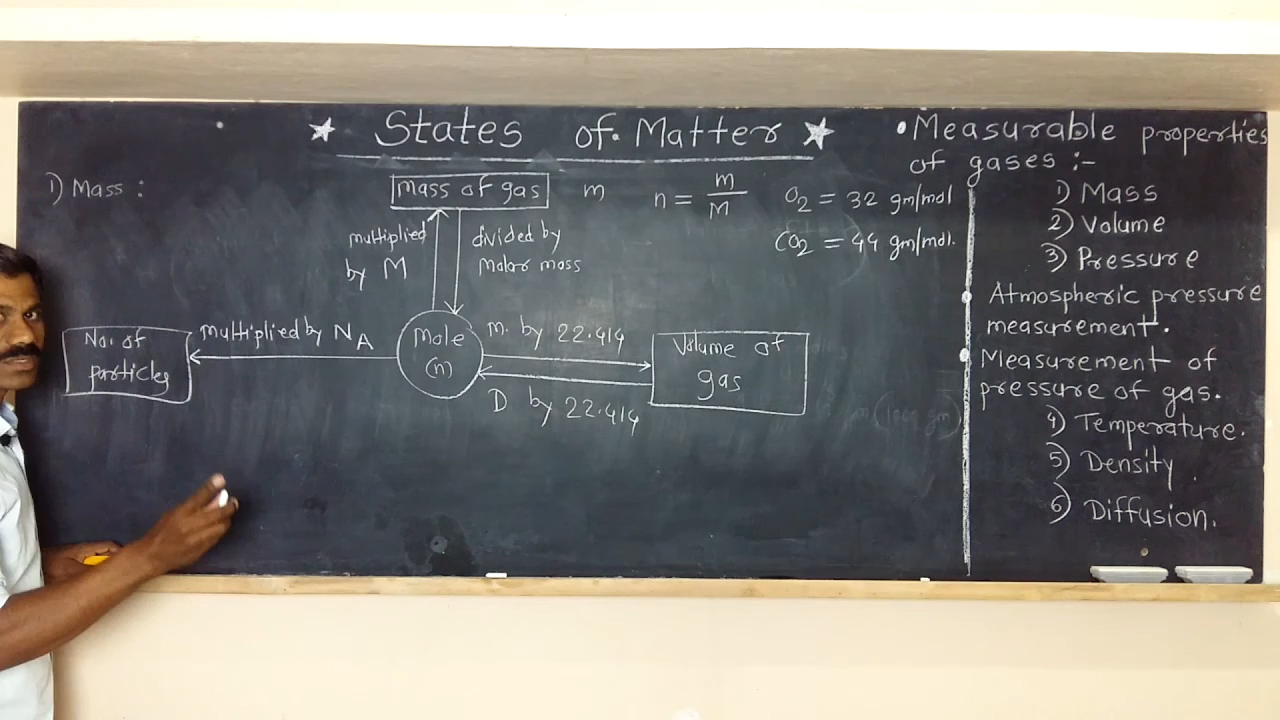 ★ States of Matter ★
1) Mass :
Mass of gas m n = m/M O₂ = 32 gm/mol
CO₂ = 44 gm/mol.
multiplied by M
divided by
Molar mass
No. of
particles
multiplied by NA
Mole
(n)
m. by 22.414
D by 22.414
Volume of
gas
• Measurable properties
of gases :-
1) Mass
2) Volume
3) Pressure
• Atmospheric pressure
measurement.
• Measurement of
pressure of gas.
4) Temperature.
5) Density.
6) Diffusion.